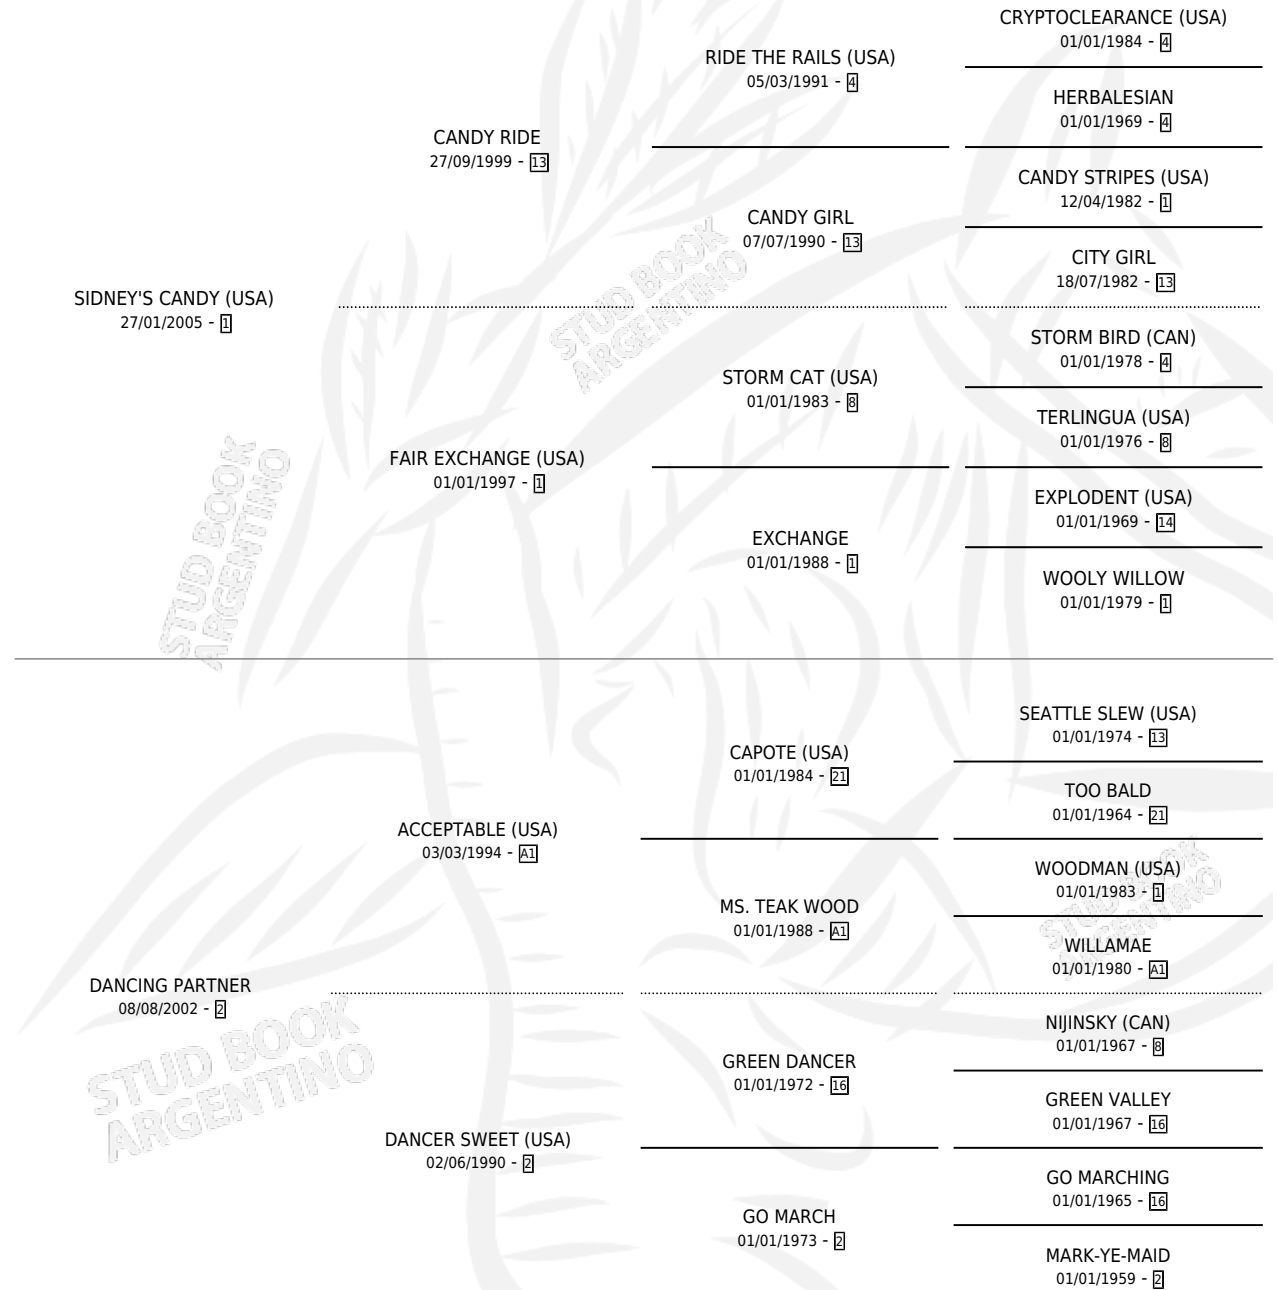 CRYPTOCLEARANCE (USA)
01/01/1984 - 4
RIDE THE RAILS (USA)
05/03/1991 - 4
HERBALESIAN
01/01/1969 - 4
CANDY RIDE
27/09/1999 - 13
CANDY STRIPES (USA)
12/04/1982 - 1
CANDY GIRL
07/07/1990 - 13
CITY GIRL
18/07/1982 - 13
SIDNEY'S CANDY (USA)
27/01/2005 - 1
STORM BIRD (CAN)
01/01/1978 - 4
STORM CAT (USA)
01/01/1983 - 8
TERLINGUA (USA)
01/01/1976 - 8
FAIR EXCHANGE (USA)
01/01/1997 - 1
EXPLODENT (USA)
01/01/1969 - 14
EXCHANGE
01/01/1988 - 1
WOOLY WILLOW
01/01/1979 - 1
SEATTLE SLEW (USA)
01/01/1974 - 13
CAPOTE (USA)
01/01/1984 - 21
TOO BALD
01/01/1964 - 21
ACCEPTABLE (USA)
03/03/1994 - A1
WOODMAN (USA)
01/01/1983 - 1
MS. TEAK WOOD
01/01/1988 - A1
WILLAMAE
01/01/1980 - A1
DANCING PARTNER
08/08/2002 - 2
NIJINSKY (CAN)
01/01/1967 - 8
GREEN DANCER
01/01/1972 - 16
GREEN VALLEY
01/01/1967 - 16
DANCER SWEET (USA)
02/06/1990 - 2
GO MARCHING
01/01/1965 - 16
GO MARCH
01/01/1973 - 2
MARK-YE-MAID
01/01/1959 - 2
STUD BOOK
ARGENTINO
STUD BOOK
ARGENTINO
STUD BOOK
ARGENTINO
STUD BOOK
ARGENTINO